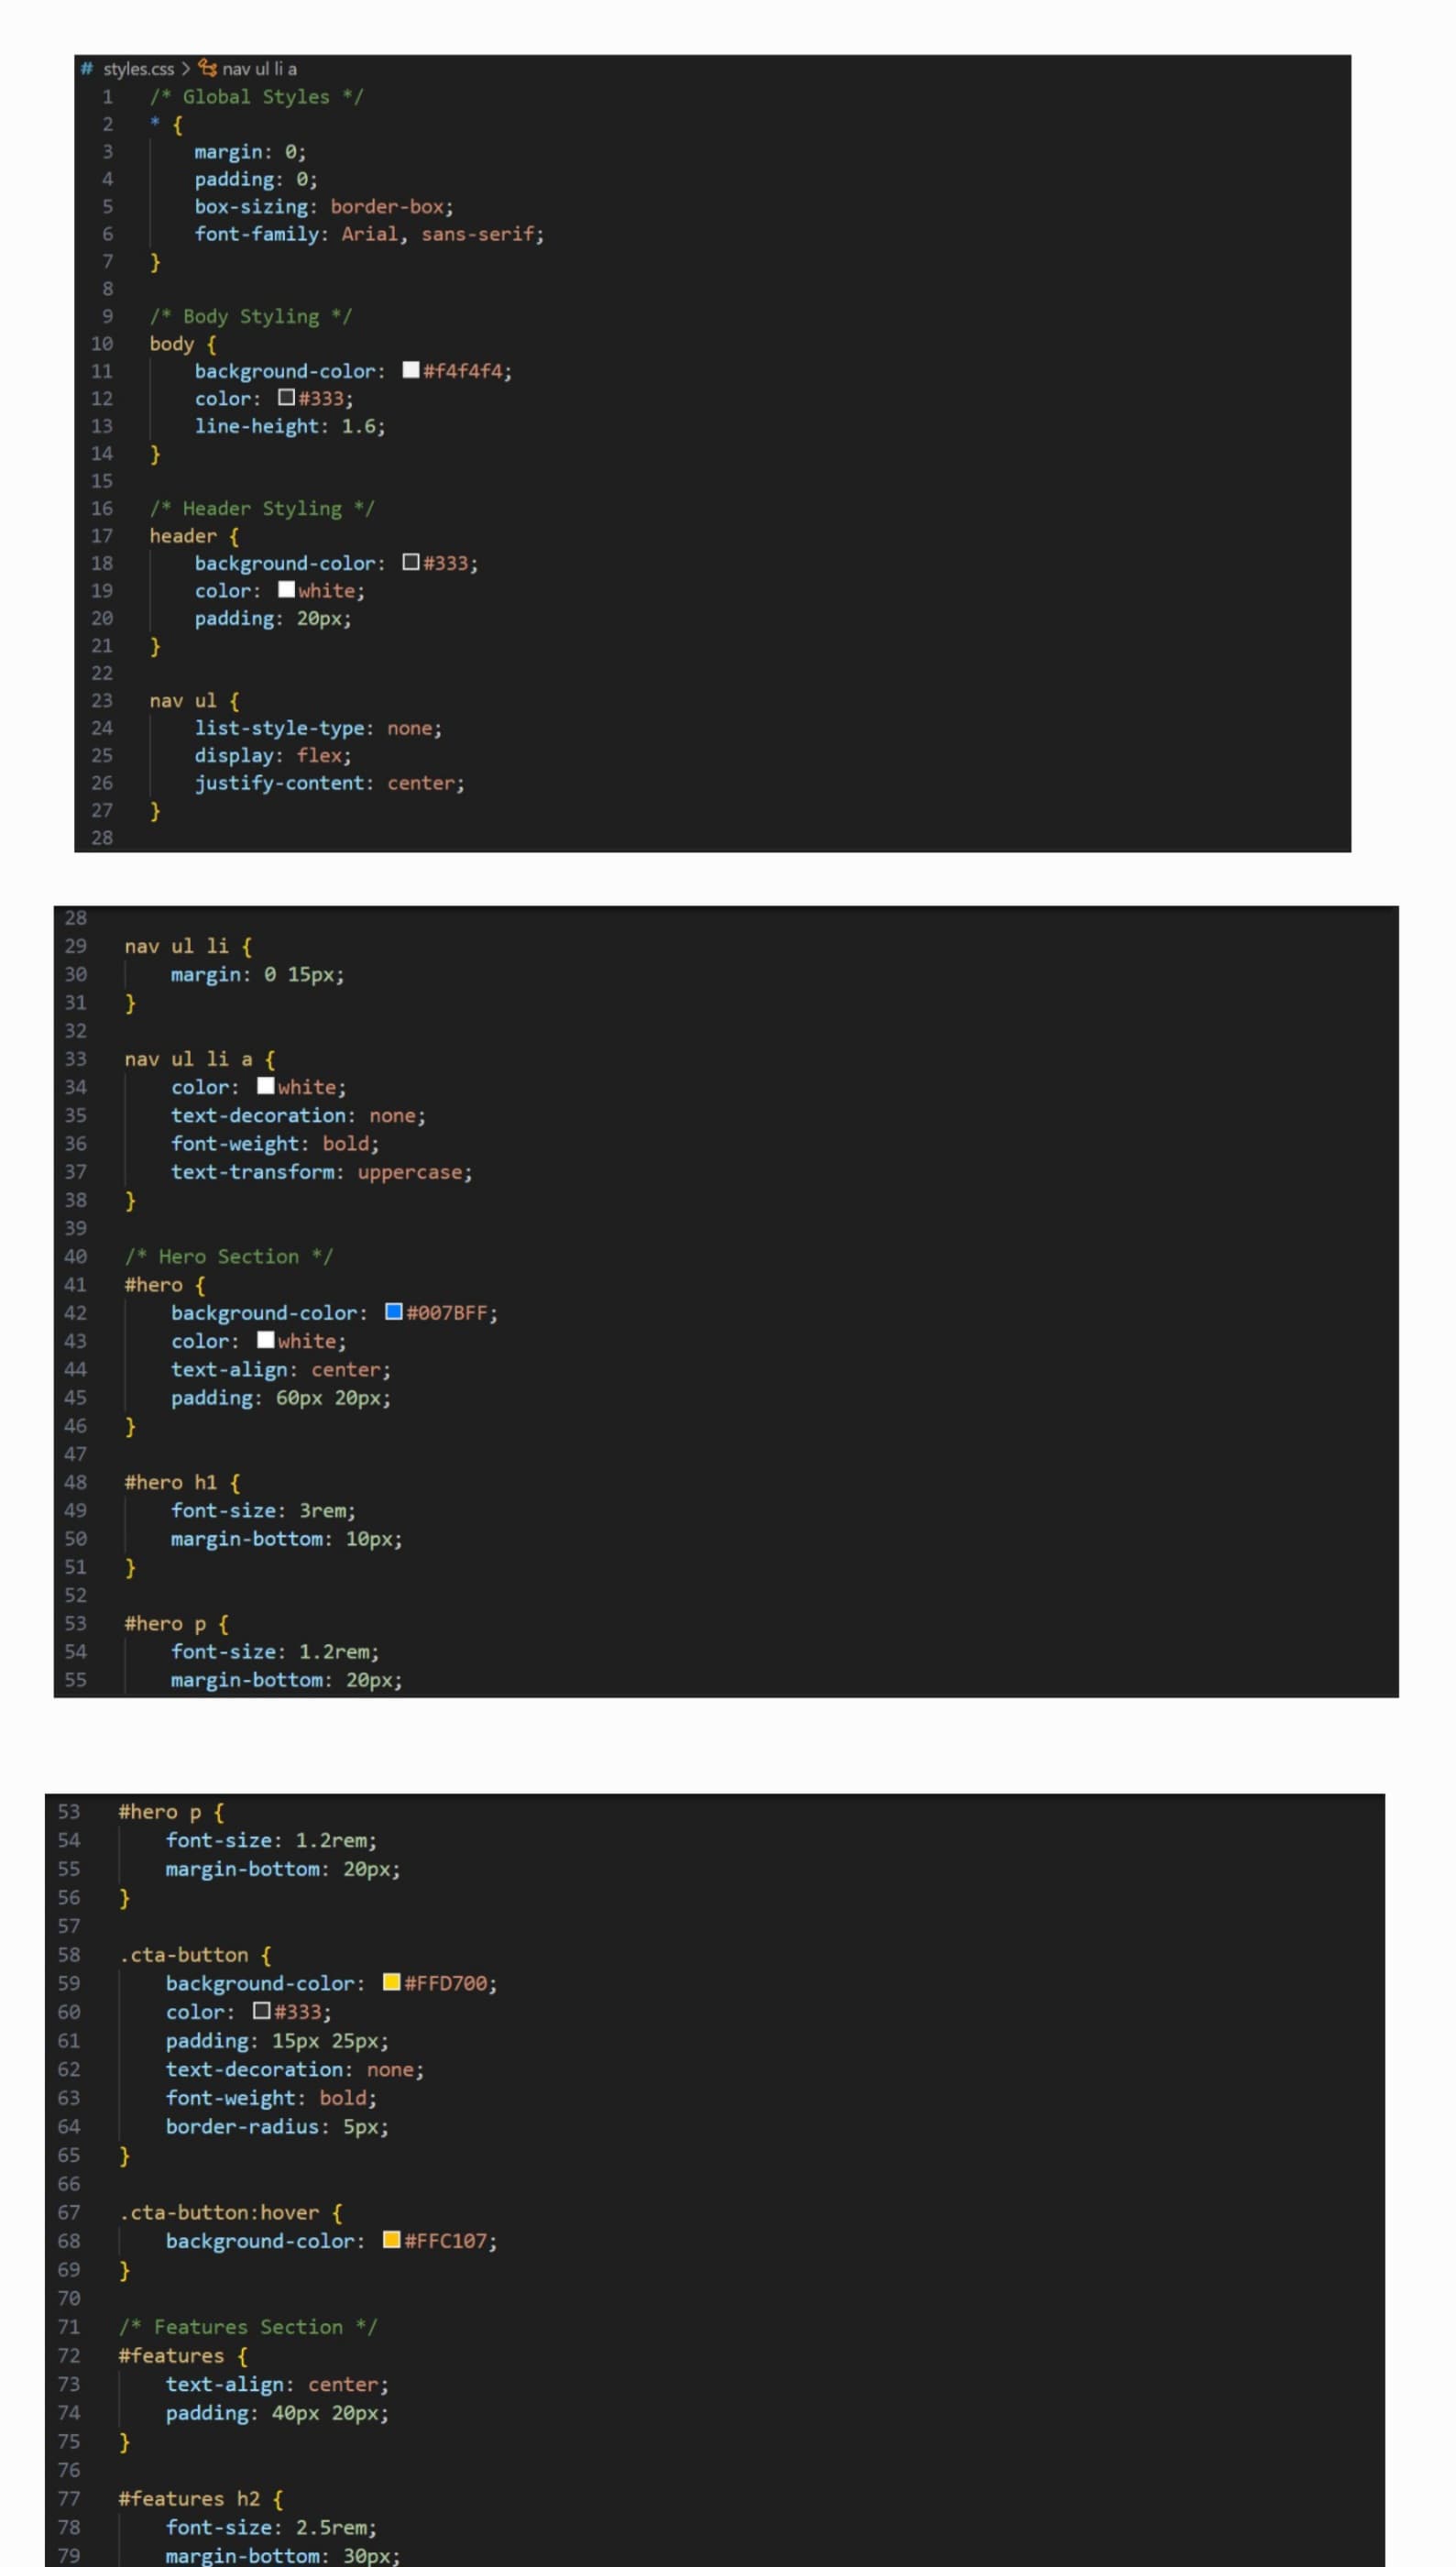 # styles.css > nav ul li a
1 /* Global Styles */
2 * {
3 margin: 0;
4 padding: 0;
5 box-sizing: border-box;
6 font-family: Arial, sans-serif;
7 }
8
9 /* Body Styling */
10 body {
11 background-color: #f4f4f4;
12 color: #333;
13 line-height: 1.6;
14 }
15
16 /* Header Styling */
17 header {
18 background-color: #333;
19 color: white;
20 padding: 20px;
21 }
22
23 nav ul {
24 list-style-type: none;
25 display: flex;
26 justify-content: center;
27 }
28
28
29 nav ul li {
30 margin: 0 15px;
31 }
32
33 nav ul li a {
34 color: white;
35 text-decoration: none;
36 font-weight: bold;
37 text-transform: uppercase;
38 }
39
40 /* Hero Section */
41 #hero {
42 background-color: #007BFF;
43 color: white;
44 text-align: center;
45 padding: 60px 20px;
46 }
47
48 #hero h1 {
49 font-size: 3rem;
50 margin-bottom: 10px;
51 }
52
53 #hero p {
54 font-size: 1.2rem;
55 margin-bottom: 20px;
53 #hero p {
54 font-size: 1.2rem;
55 margin-bottom: 20px;
56 }
57
58 .cta-button {
59 background-color: #FFD700;
60 color: #333;
61 padding: 15px 25px;
62 text-decoration: none;
63 font-weight: bold;
64 border-radius: 5px;
65 }
66
67 .cta-button:hover {
68 background-color: #FFC107;
69 }
70
71 /* Features Section */
72 #features {
73 text-align: center;
74 padding: 40px 20px;
75 }
76
77 #features h2 {
78 font-size: 2.5rem;
79 margin-bottom: 30px;